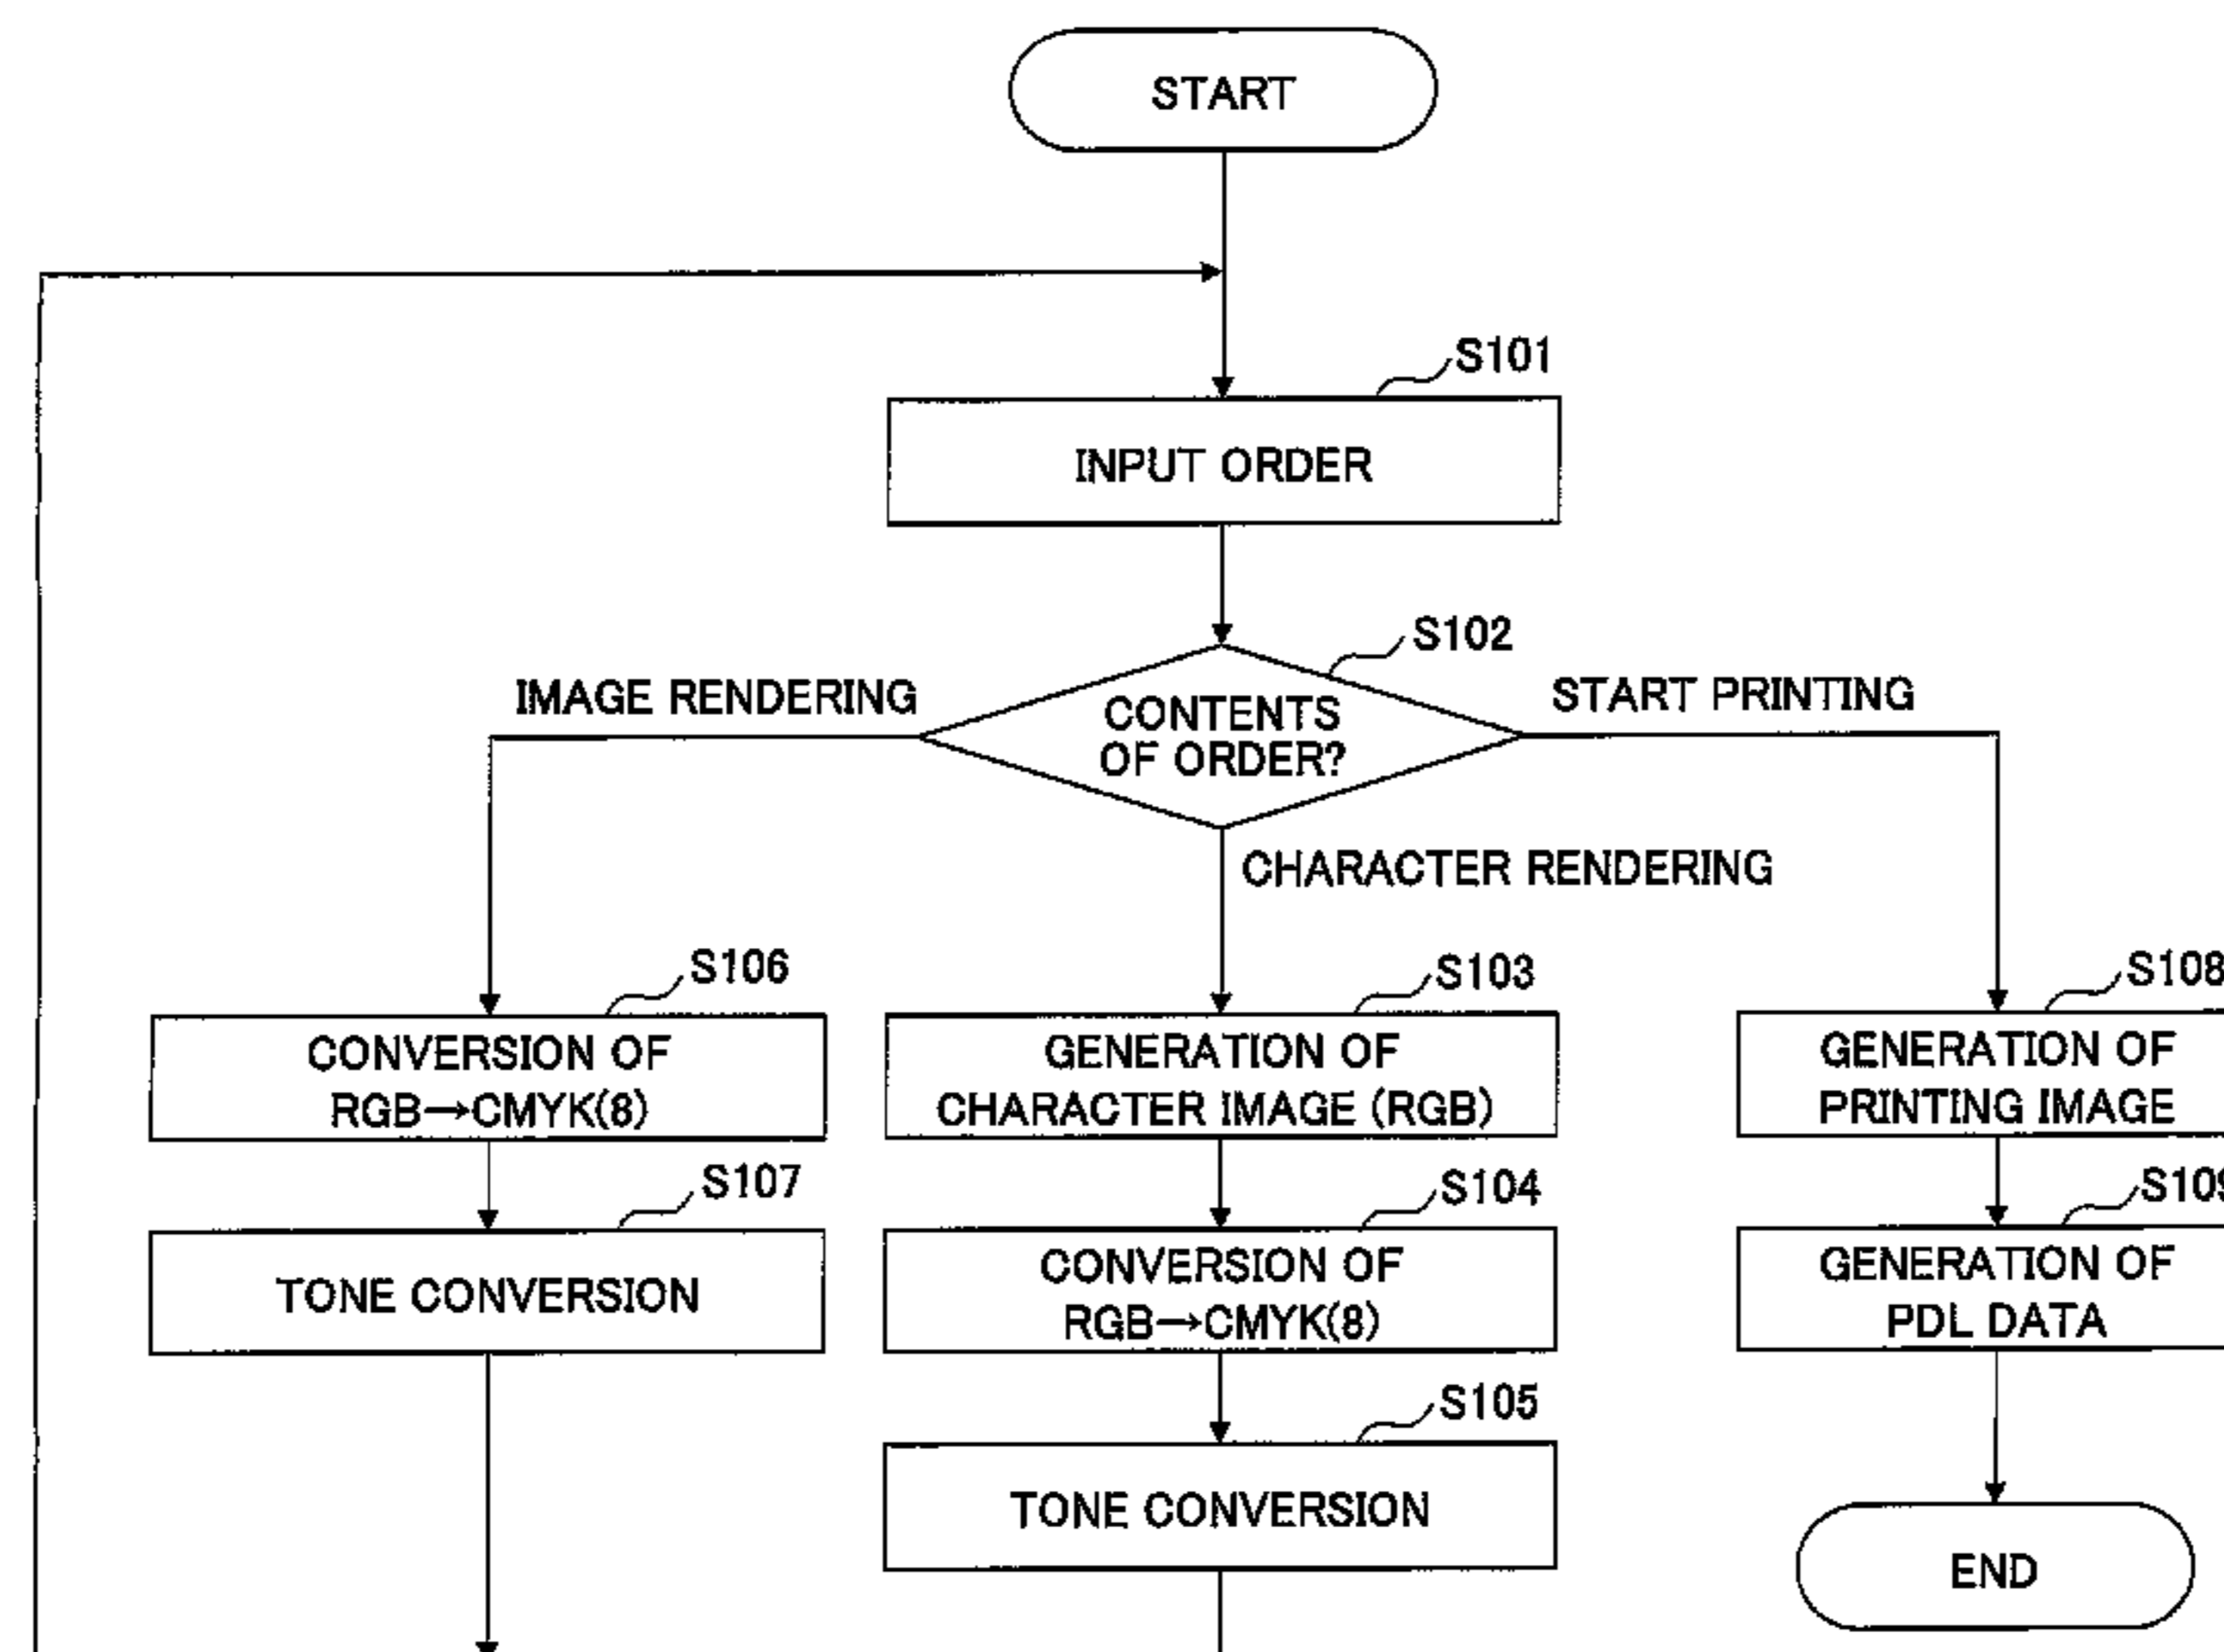 START
S101
INPUT ORDER
S102
IMAGE RENDERING
CONTENTS
OF ORDER?
START PRINTING
CHARACTER RENDERING
S106
CONVERSION OF
RGB→CMYK(8)
S107
TONE CONVERSION
S103
GENERATION OF
CHARACTER IMAGE (RGB)
S104
CONVERSION OF
RGB→CMYK(8)
S105
TONE CONVERSION
S108
GENERATION OF
PRINTING IMAGE
S109
GENERATION OF
PDL DATA
END